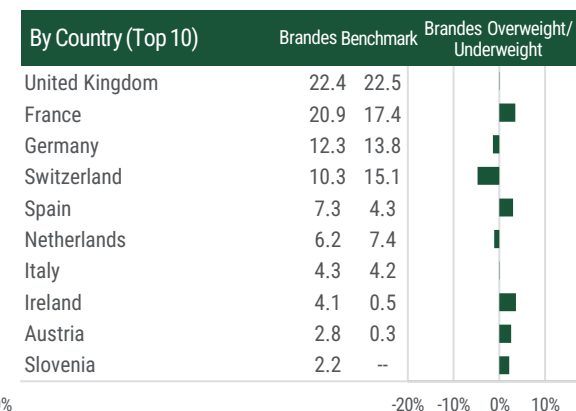 By Country (Top 10) Brandes Benchmark Brandes Overweight/
Underweight
United Kingdom 22.4 22.5
France 20.9 17.4
Germany 12.3 13.8
Switzerland 10.3 15.1
Spain 7.3 4.3
Netherlands 6.2 7.4
Italy 4.3 4.2
Ireland 4.1 0.5
Austria 2.8 0.3
Slovenia 2.2 --
-20% -10% 0% 10%